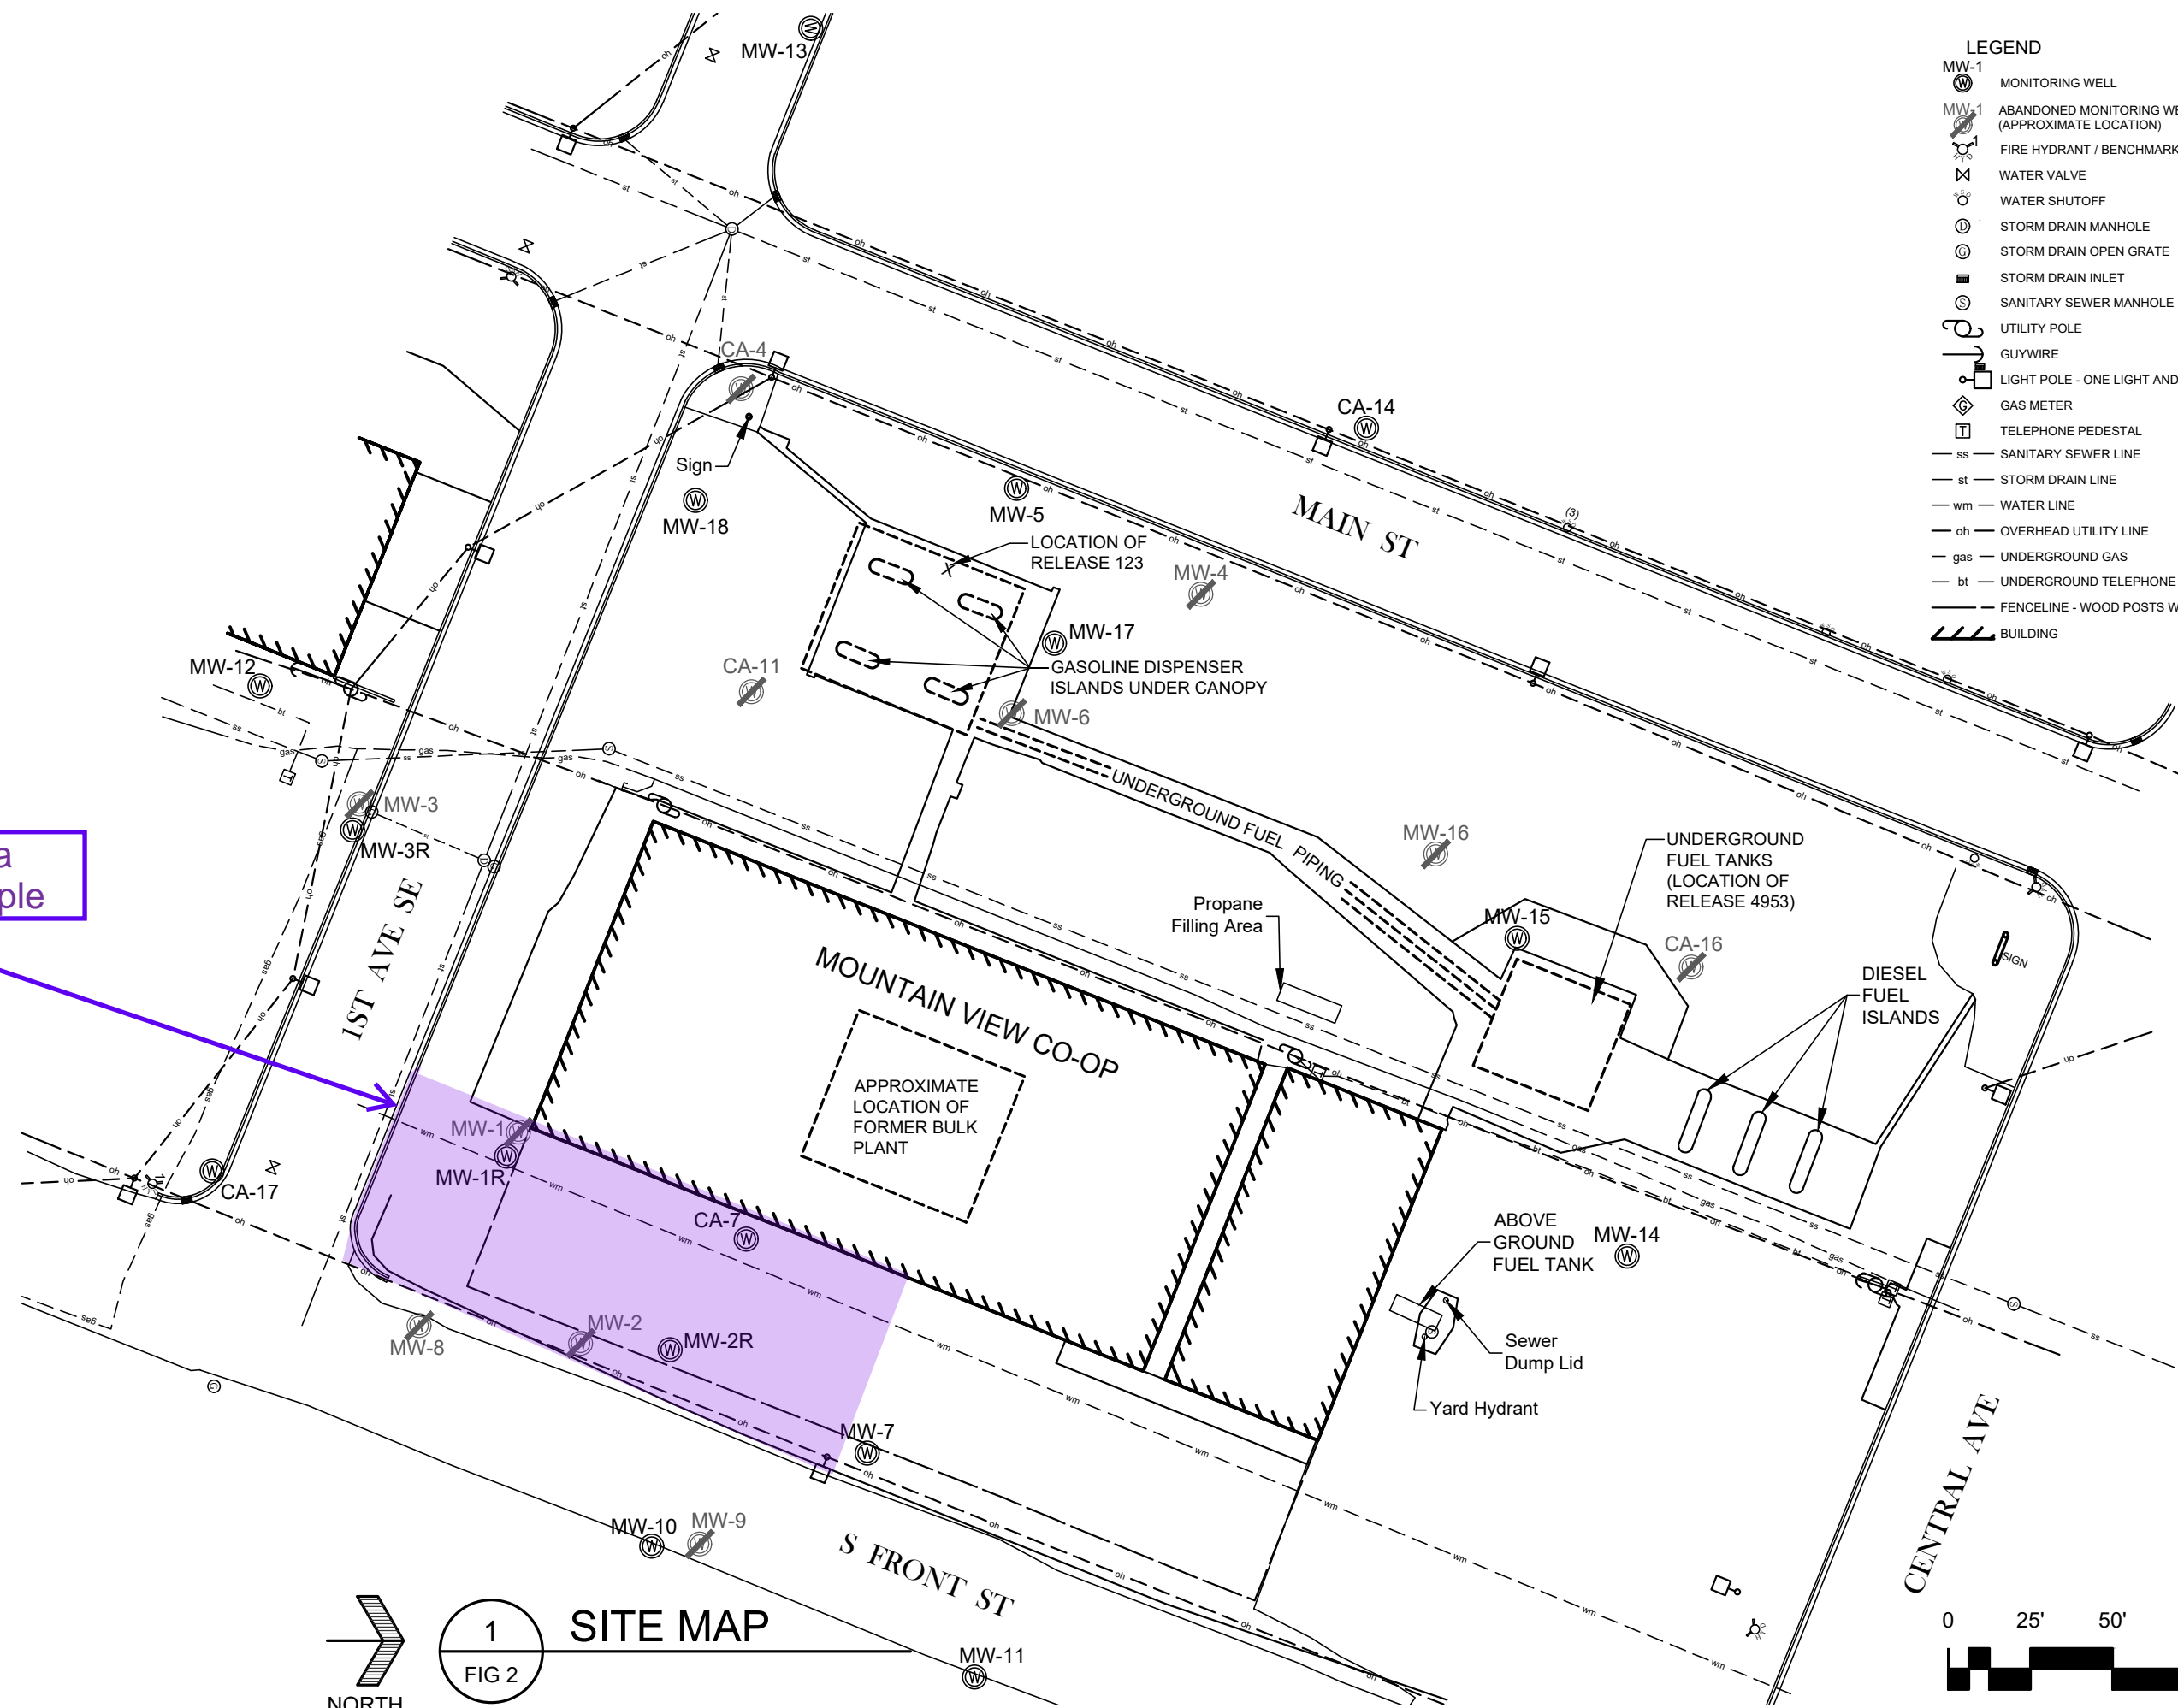 LEGEND
MW-1
MONITORING WELL
MW-1
ABANDONED MONITORING WE
(APPROXIMATE LOCATION)
1
FIRE HYDRANT / BENCHMARK
WATER VALVE
WATER SHUTOFF
D
STORM DRAIN MANHOLE
G
STORM DRAIN OPEN GRATE
STORM DRAIN INLET
S
SANITARY SEWER MANHOLE
UTILITY POLE
GUYWIRE
LIGHT POLE - ONE LIGHT AND
G
GAS METER
T
TELEPHONE PEDESTAL
ss
SANITARY SEWER LINE
st
STORM DRAIN LINE
wm
WATER LINE
oh
OVERHEAD UTILITY LINE
gas
UNDERGROUND GAS
bt
UNDERGROUND TELEPHONE
FENCELINE - WOOD POSTS W
BUILDING
MW-13
CA-4
Sign
MW-18
MW-5
CA-14
MAIN ST
(3)
LOCATION OF
RELEASE 123
X
MW-4
MW-17
GASOLINE DISPENSER
ISLANDS UNDER CANOPY
CA-11
MW-6
MW-12
MW-3
MW-3R
UNDERGROUND FUEL PIPING
MW-16
UNDERGROUND
FUEL TANKS
(LOCATION OF
RELEASE 4953)
a
ple
1ST AVE SE
Propane
Filling Area
MW-15
CA-16
DIESEL
FUEL
ISLANDS
SIGN
MOUNTAIN VIEW CO-OP
APPROXIMATE
LOCATION OF
FORMER BULK
PLANT
MW-1
MW-1R
CA-17
CA-7
ABOVE
GROUND
FUEL TANK
MW-14
MW-8
MW-2
MW-2R
Sewer
Dump Lid
Yard Hydrant
MW-7
MW-10
MW-9
S FRONT ST
CENTRAL AVE
MW-11
NORTH
1
FIG 2
SITE MAP
0 25' 50'